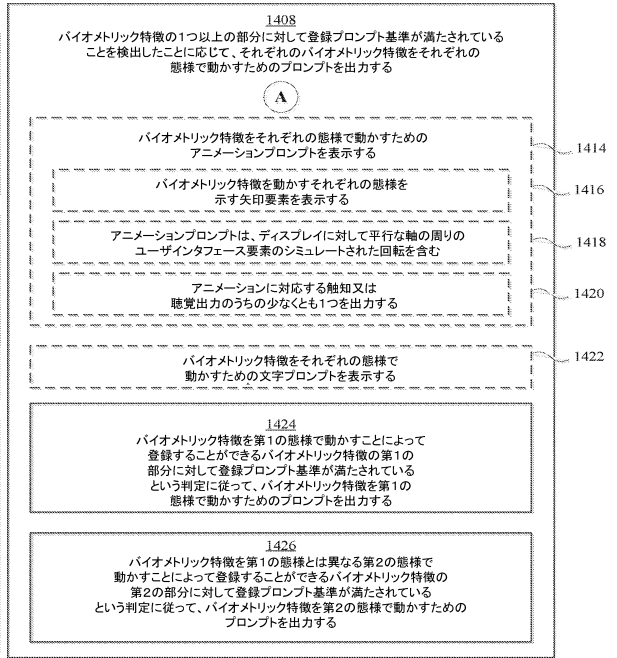 1408
バイオメトリック特徴の1つ以上の部分に対して登録プロンプト基準が満たされている
ことを検出したことに応じて、それぞれのバイオメトリック特徴をそれぞれの
態様で動かすためのプロンプトを出力する
A
バイオメトリック特徴をそれぞれの態様で動かすための
アニメーションプロンプトを表示する
1414
バイオメトリック特徴を動かすそれぞれの態様を
示す矢印要素を表示する
1416
アニメーションプロンプトは、ディスプレイに対して平行な軸の周りの
ユーザインタフェース要素のシミュレートされた回転を含む
1418
アニメーションに対応する触知又は
聴覚出力のうちの少なくとも1つを出力する
1420
バイオメトリック特徴をそれぞれの態様で
動かすための文字プロンプトを表示する
1422
1424
バイオメトリック特徴を第1の態様で動かすことによって
登録することができるバイオメトリック特徴の第1の
部分に対して登録プロンプト基準が満たされている
という判定に従って、バイオメトリック特徴を第1の
態様で動かすためのプロンプトを出力する
1426
バイオメトリック特徴を第1の態様とは異なる第2の態様で
動かすことによって登録することができるバイオメトリック特徴の
第2の部分に対して登録プロンプト基準が満たされている
という判定に従って、バイオメトリック特徴を第2の態様で動かすための
プロンプトを出力する